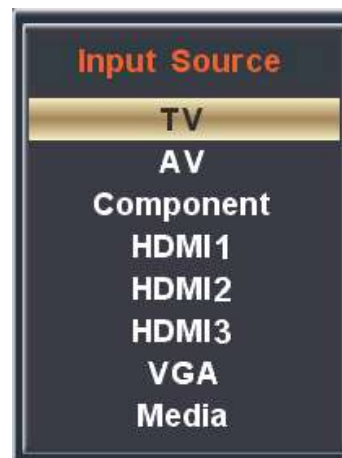 Input Source
TV
AV
Component
HDMI1
HDMI2
HDMI3
VGA
Media